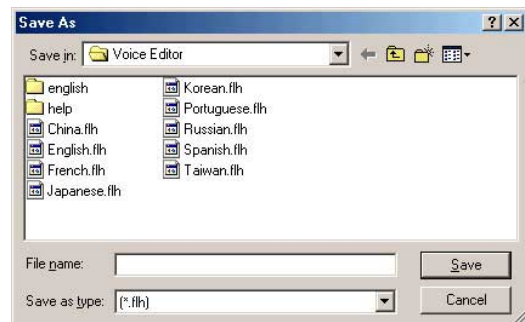 Save As
Save in: Voice Editor
english
help
China.flh
English.flh
French.flh
Japanese.flh
Korean.flh
Portuguese.flh
Russian.flh
Spanish.flh
Taiwan.flh
File name:
Save
Save as type: (*.flh)
Cancel